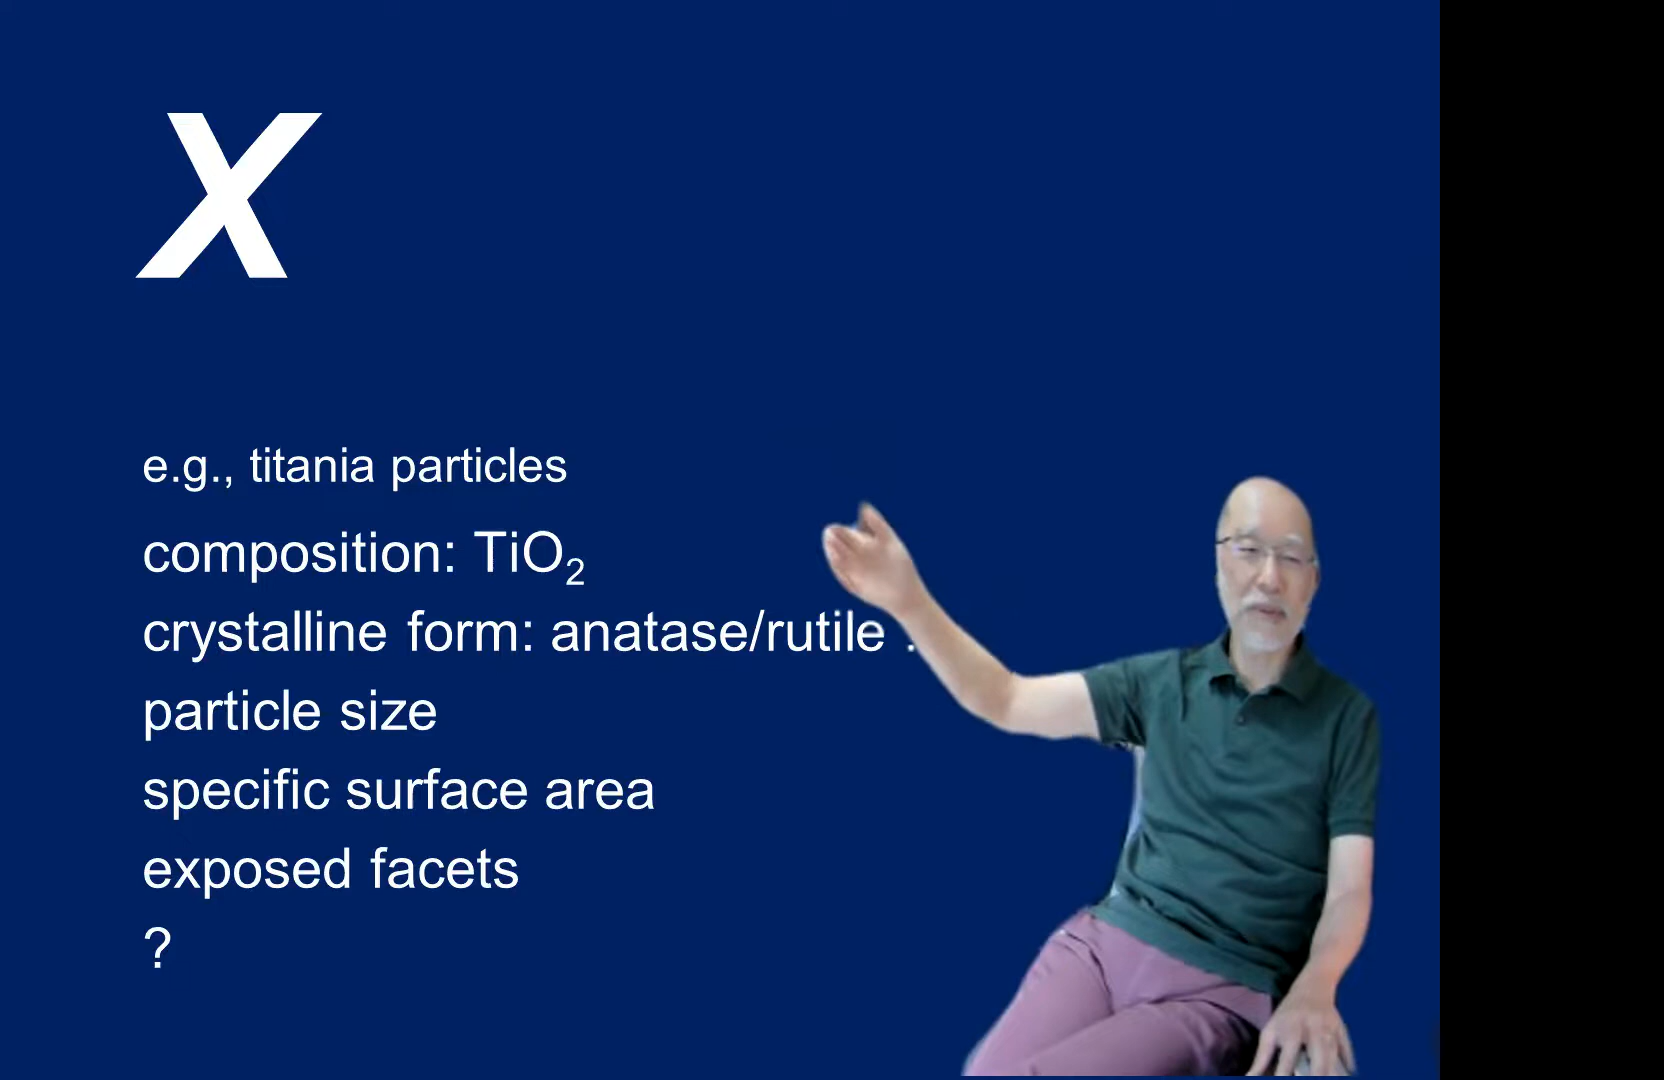 X
e.g., titania particles
composition: TiO₂
crystalline form: anatase/rutile .
particle size
specific surface area
exposed facets
?